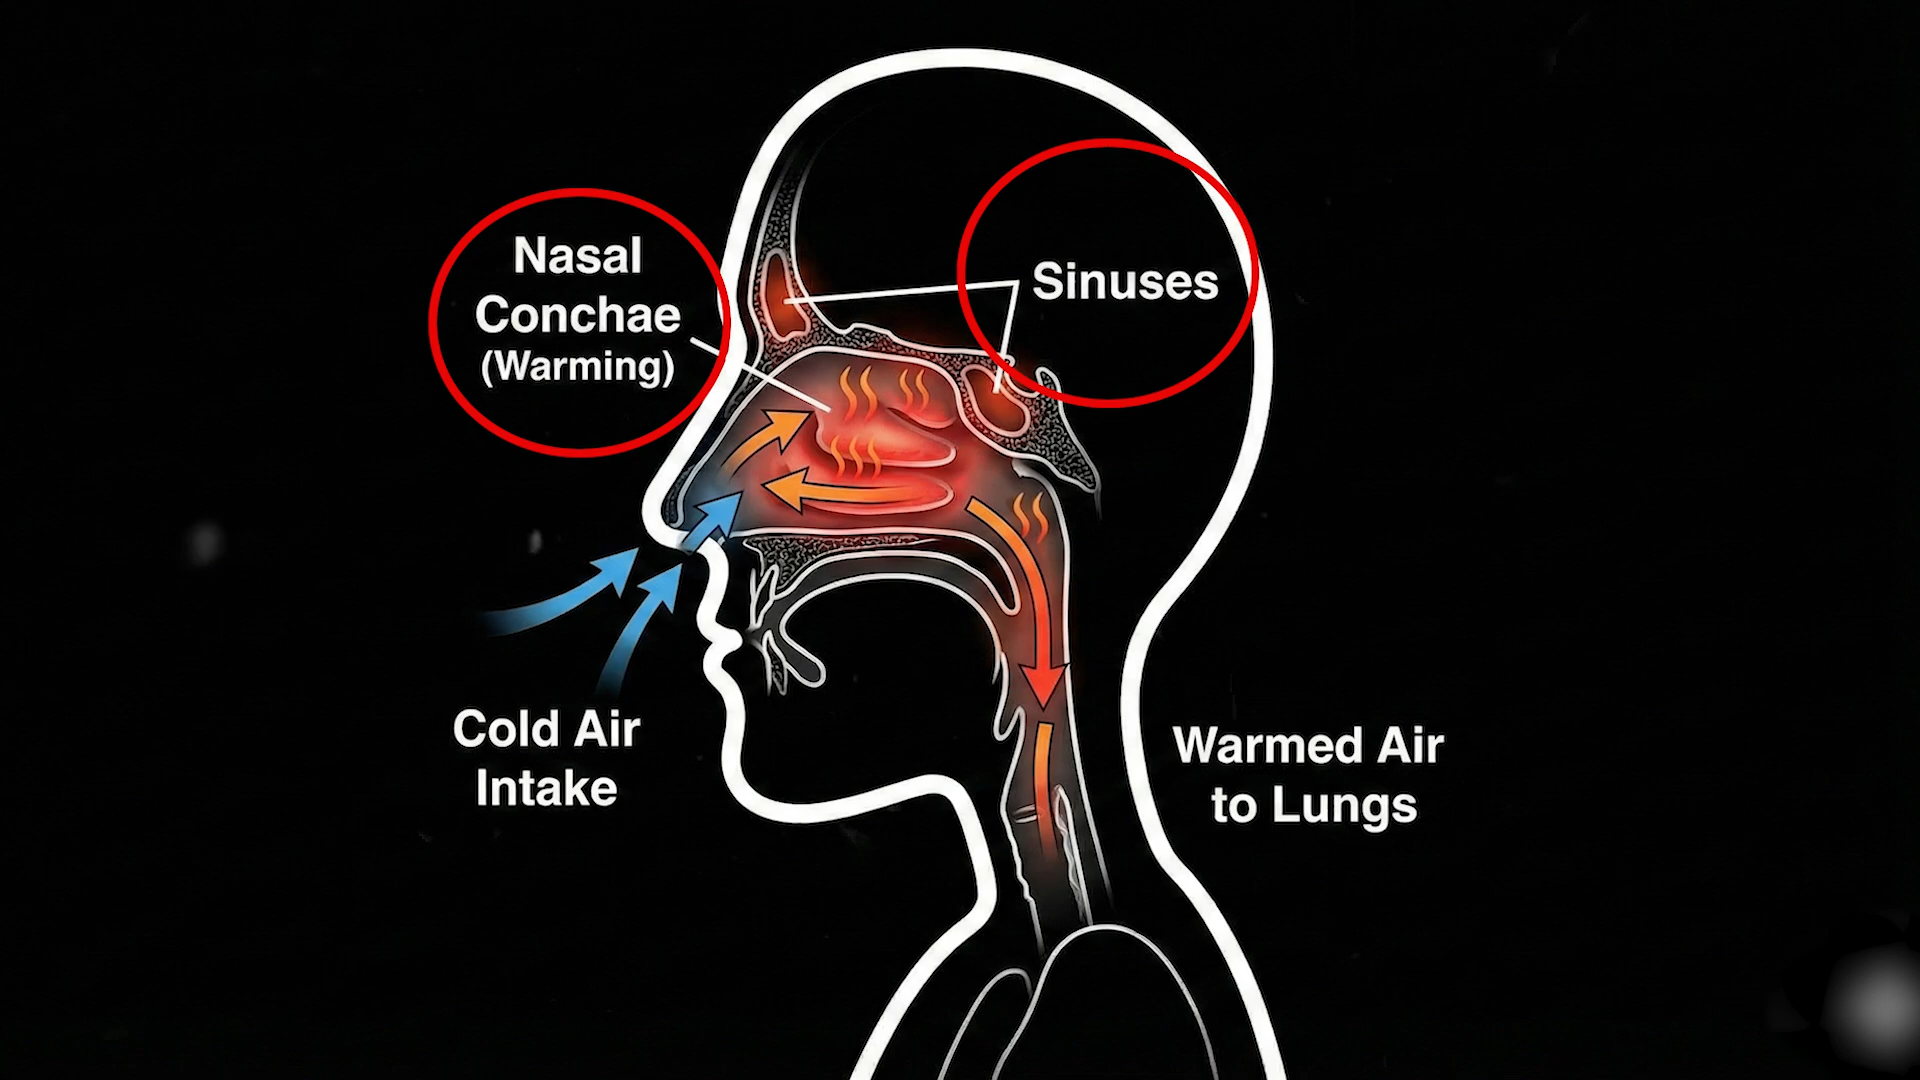 Nasal
Conchae
(Warming)
Sinuses
Cold Air
Intake
Warmed Air
to Lungs